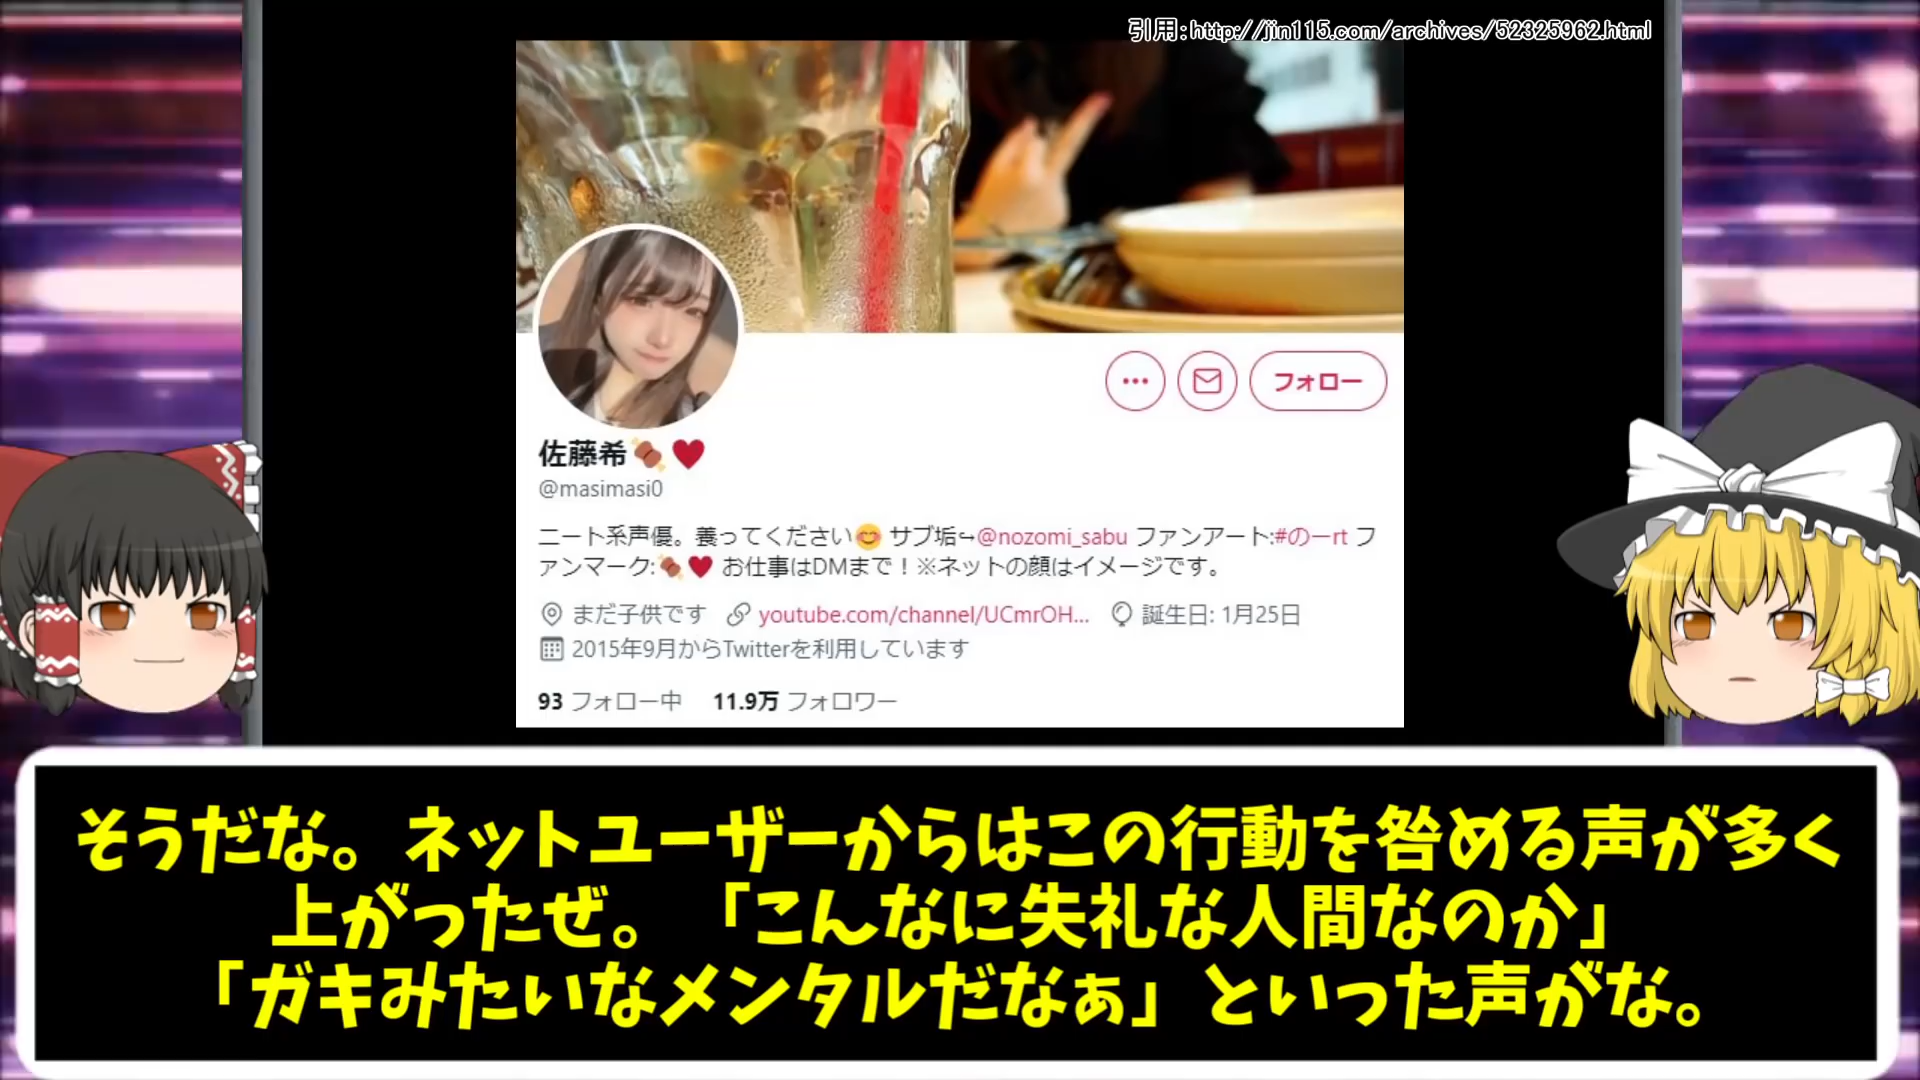 引用:http://jin115.com/archives/52325962.html
フォロー
佐藤希🍖❤
@masimasi0
ニート系声優。養ってください😊 サブ垢↪@nozomi_sabu ファンアート:#のーrt フ
ァンマーク:🍖❤ お仕事はDMまで！※ネットの顔はイメージです。
まだ子供です youtube.com/channel/UCmrOH... 誕生日: 1月25日
2015年9月からTwitterを利用しています
93 フォロー中 11.9万 フォロワー
そうだな。ネットユーザーからはこの行動を咎める声が多く
上がったぜ。「こんなに失礼な人間なのか」
「ガキみたいなメンタルだなぁ」といった声がな。